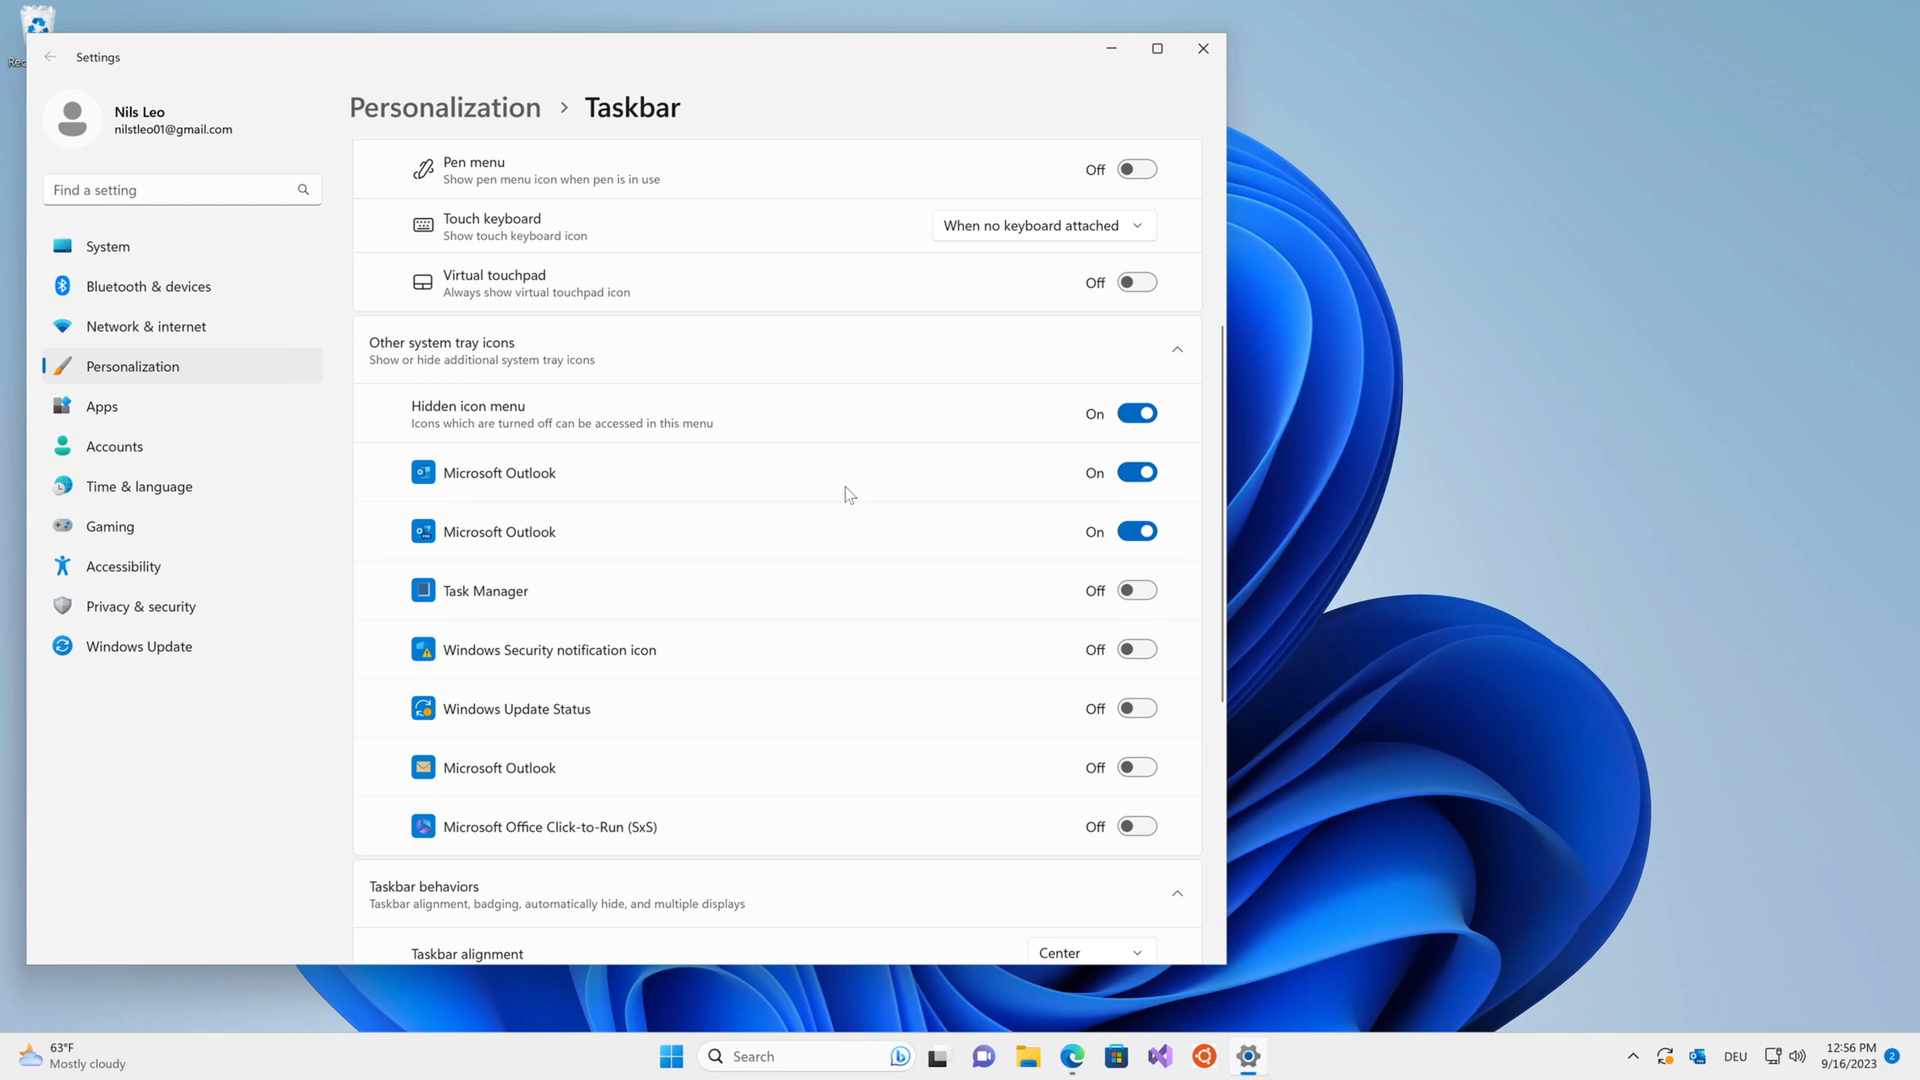 Rec
Settings
Nils Leo
nilstleo01@gmail.com
Find a setting
System
Bluetooth & devices
Network & internet
Personalization
Apps
Accounts
Time & language
Gaming
Accessibility
Privacy & security
Windows Update
Personalization > Taskbar
Pen menu
Show pen menu icon when pen is in use
Off
Touch keyboard
Show touch keyboard icon
When no keyboard attached
Virtual touchpad
Always show virtual touchpad icon
Off
Other system tray icons
Show or hide additional system tray icons
Hidden icon menu
Icons which are turned off can be accessed in this menu
On
Microsoft Outlook On
Microsoft Outlook On
Task Manager Off
Windows Security notification icon Off
Windows Update Status Off
Microsoft Outlook Off
Microsoft Office Click-to-Run (SxS) Off
Taskbar behaviors
Taskbar alignment, badging, automatically hide, and multiple displays
Taskbar alignment Center
63°F
Mostly cloudy
Search
DEU
12:56 PM
9/16/2023
2